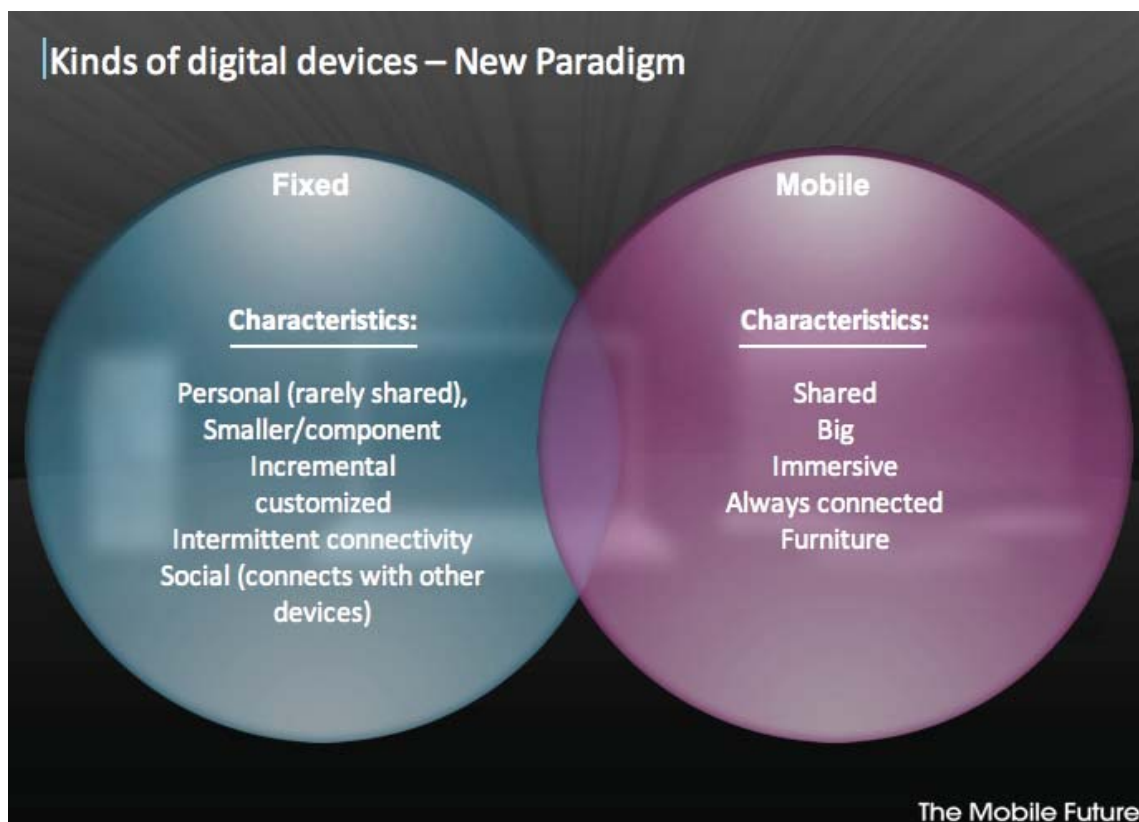 Kinds of digital devices – New Paradigm
Fixed
Characteristics:
Personal (rarely shared),
Smaller/component
Incremental
customized
Intermittent connectivity
Social (connects with other
devices)
Mobile
Characteristics:
Shared
Big
Immersive
Always connected
Furniture
The Mobile Future